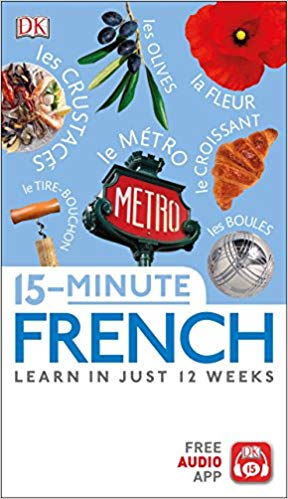 DK
les OLIVES
la FLEUR
les CRUSTACÉS
le MÉTRO
le CROISSANT
le TIRE-BOUCHON
METRO
les BOULES
15-MINUTE
FRENCH
LEARN IN JUST 12 WEEKS
FREE
AUDIO
APP
DK
15